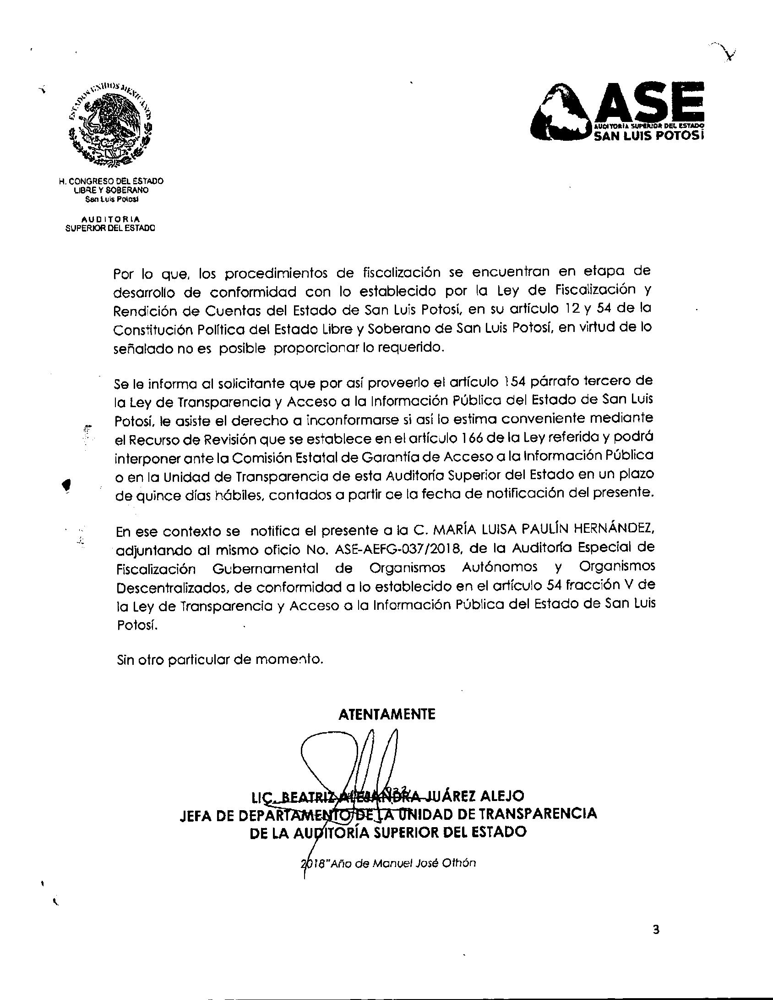 ESTADOS UNIDOS MEXICANOS
ASE
AUDITORÍA SUPERIOR DEL ESTADO
SAN LUIS POTOSÍ
H. CONGRESO DEL ESTADO
LIBRE Y SOBERANO
San Luis Potosí
AUDITORIA
SUPERIOR DEL ESTADO
Por lo que, los procedimientos de fiscalización se encuentran en etapa de
desarrollo de conformidad con lo establecido por la Ley de Fiscalización y
Rendición de Cuentas del Estado de San Luis Potosí, en su artículo 12 y 54 de la
Constitución Política del Estado Libre y Soberano de San Luis Potosí, en virtud de lo
señalado no es posible proporcionar lo requerido.
Se le informa al solicitante que por así proveerlo el artículo 154 párrafo tercero de
la Ley de Transparencia y Acceso a la Información Pública del Estado de San Luis
Potosí, le asiste el derecho a inconformarse si así lo estima conveniente mediante
el Recurso de Revisión que se establece en el artículo 166 de la Ley referida y podrá
interponer ante la Comisión Estatal de Garantía de Acceso a la Información Pública
o en la Unidad de Transparencia de esta Auditoría Superior del Estado en un plazo
de quince días hábiles, contados a partir de la fecha de notificación del presente.
En ese contexto se notifica el presente a la C. MARÍA LUISA PAULÍN HERNÁNDEZ,
adjuntando al mismo oficio No. ASE-AEFG-037/2018, de la Auditoría Especial de
Fiscalización Gubernamental de Organismos Autónomos y Organismos
Descentralizados, de conformidad a lo establecido en el artículo 54 fracción V de
la Ley de Transparencia y Acceso a la Información Pública del Estado de San Luis
Potosí.
Sin otro particular de momento.
ATENTAMENTE
LIC. BEATRIZ ALEJANDRA JUÁREZ ALEJO
JEFA DE DEPARTAMENTO DE LA UNIDAD DE TRANSPARENCIA
DE LA AUDITORÍA SUPERIOR DEL ESTADO
2018"Año de Manuel José Othón
3